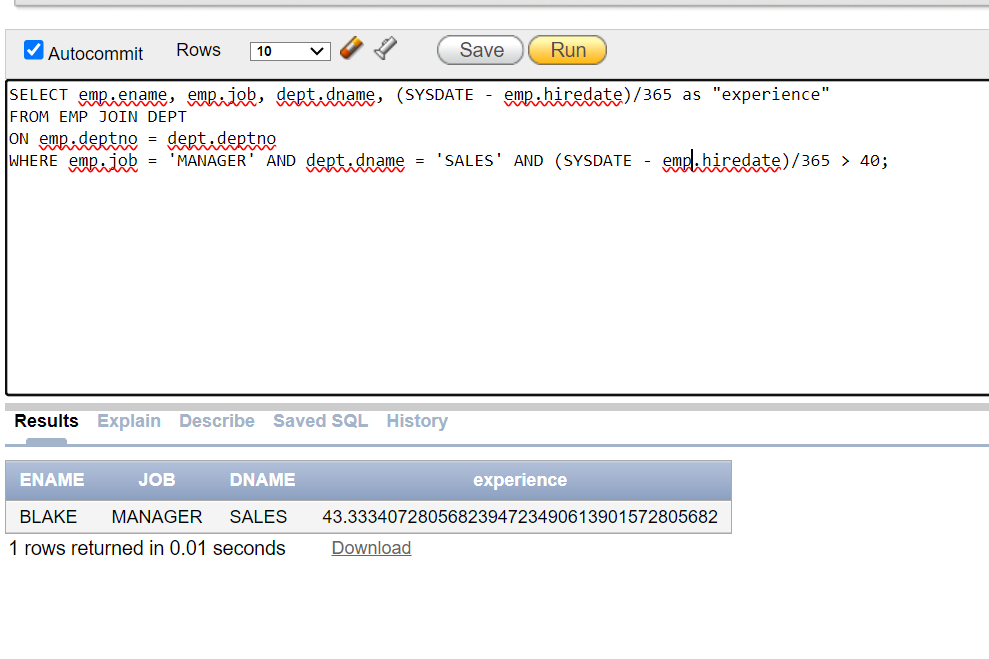 Autocommit Rows 10 Save Run
SELECT emp.ename, emp.job, dept.dname, (SYSDATE - emp.hiredate)/365 as "experience"
FROM EMP JOIN DEPT
ON emp.deptno = dept.deptno
WHERE emp.job = 'MANAGER' AND dept.dname = 'SALES' AND (SYSDATE - emp.hiredate)/365 > 40;
Results Explain Describe Saved SQL History
ENAME JOB DNAME experience
BLAKE MANAGER SALES 43.3334072805682394723490613901572805682
1 rows returned in 0.01 seconds Download